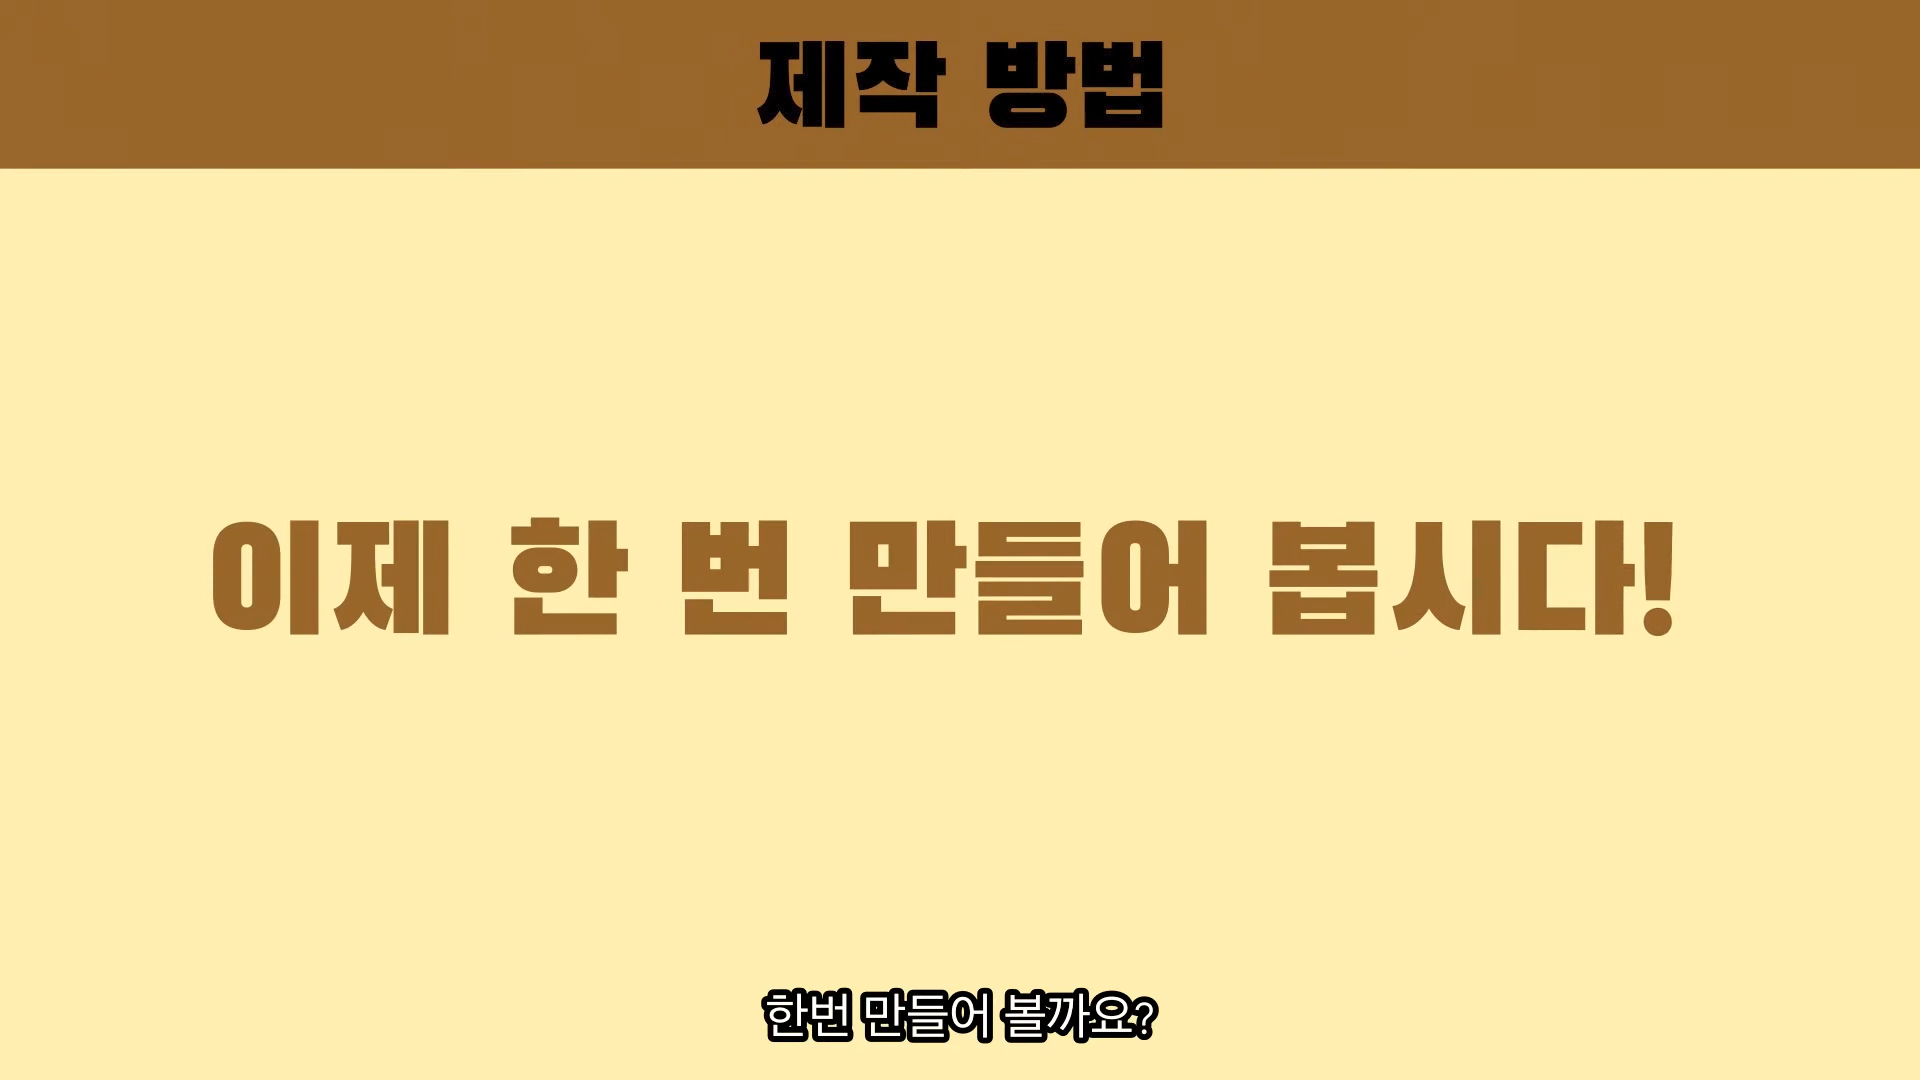 제작 방법
이제 한 번 만들어 봅시다!
한번 만들어 볼까요?